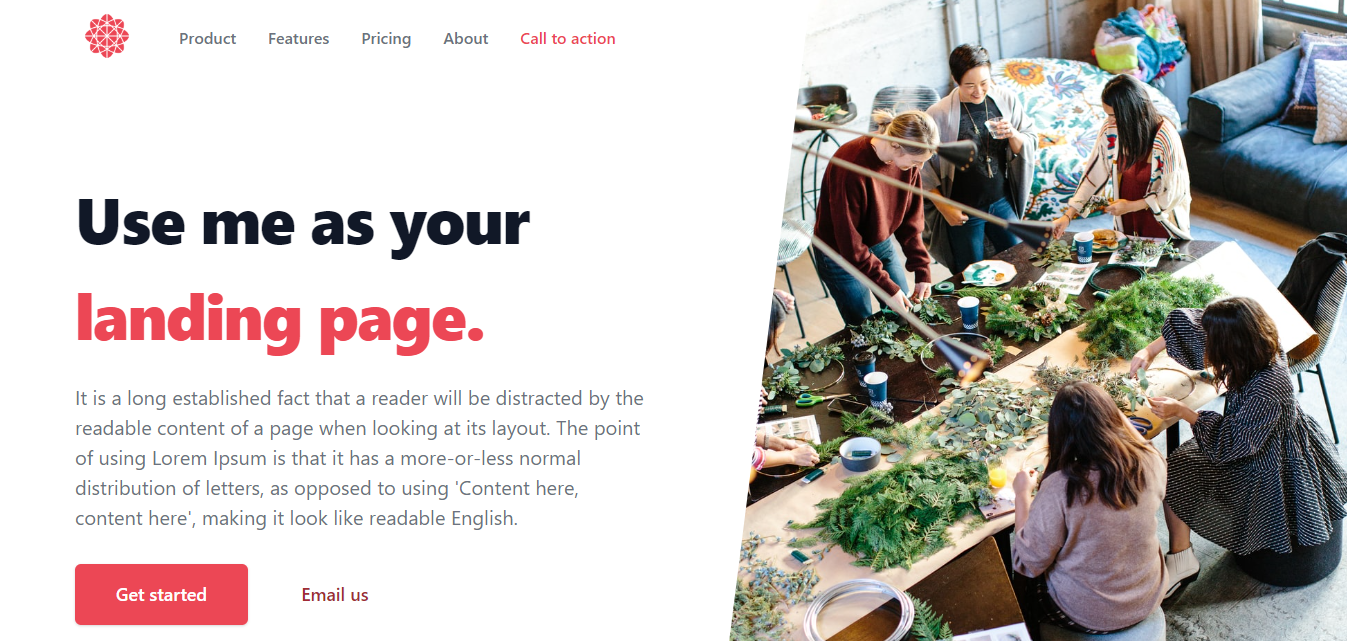 Product Features Pricing About Call to action
Use me as your
landing page.
It is a long established fact that a reader will be distracted by the
readable content of a page when looking at its layout. The point
of using Lorem Ipsum is that it has a more-or-less normal
distribution of letters, as opposed to using 'Content here,
content here', making it look like readable English.
Get started Email us